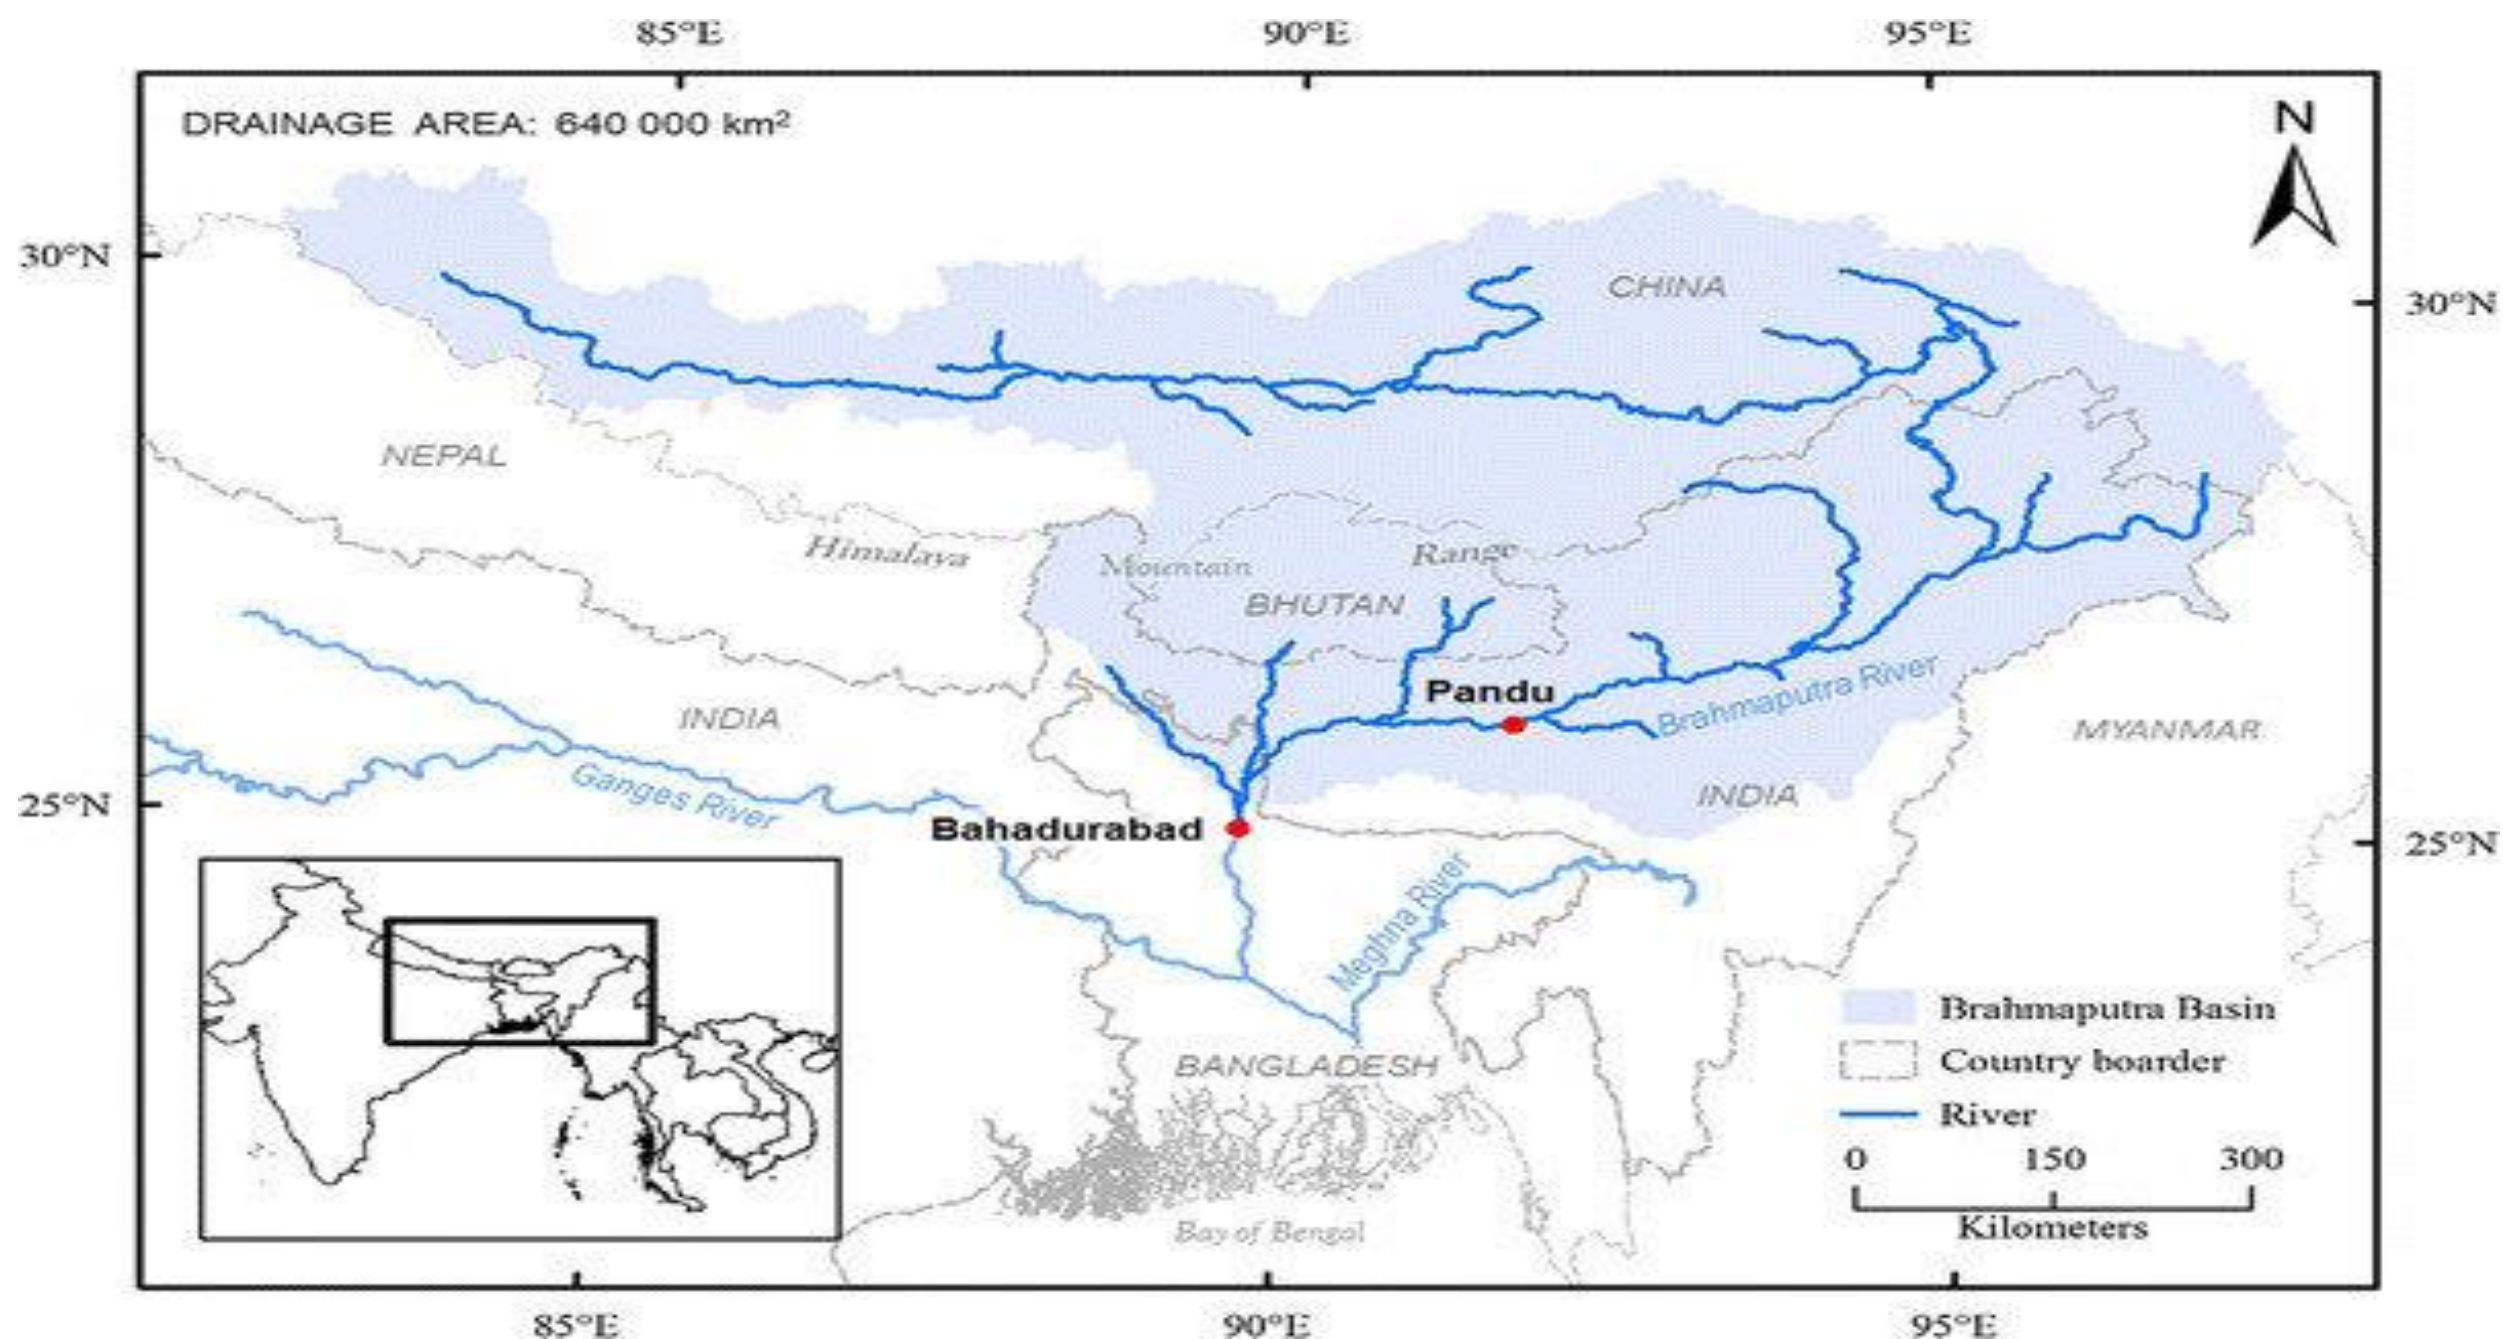 85°E 90°E 95°E
DRAINAGE AREA: 640 000 km²
N
30°N
CHINA
30°N
NEPAL
Himalaya
Mountain
Range
BHUTAN
Pandu
Brahmaputra River
INDIA
MYANMAR
Ganges River
INDIA
25°N
Bahadurabad
25°N
Meghna River
Brahmaputra Basin
BANGLADESH
Country boarder
River
0 150 300
Kilometers
Bay of Bengal
85°E 90°E 95°E